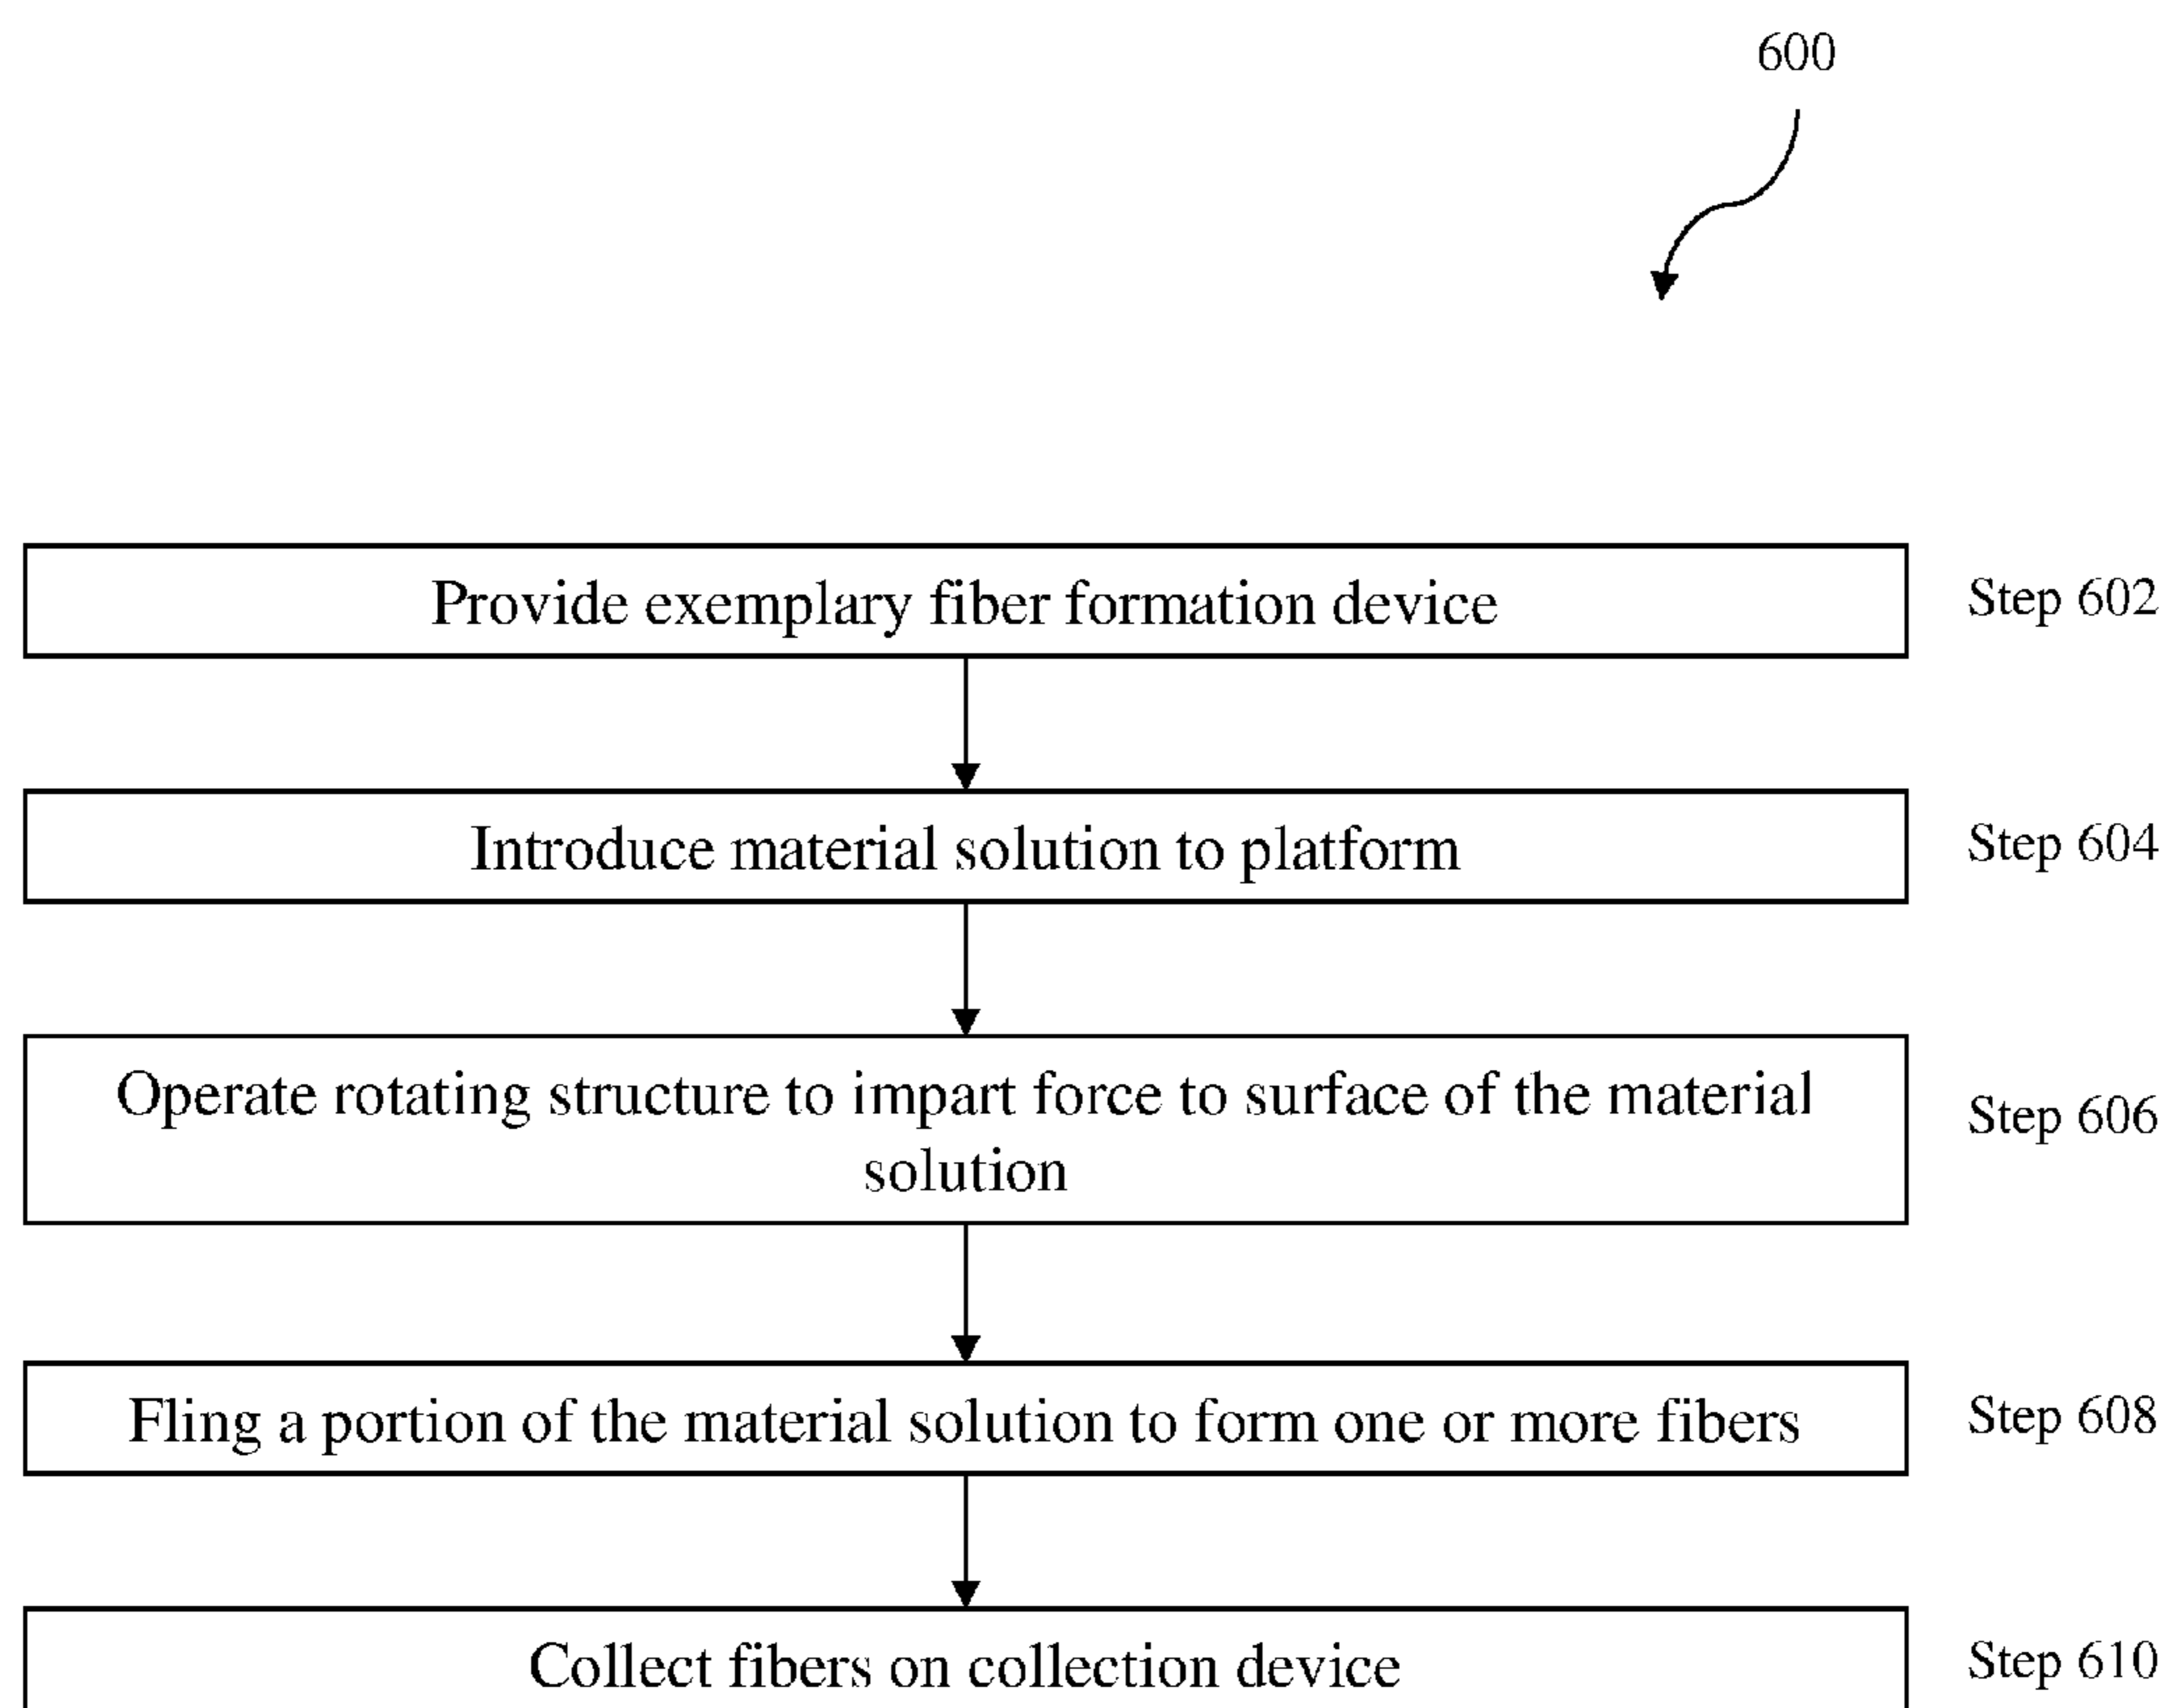 600
Provide exemplary fiber formation device
Step 602
Introduce material solution to platform
Step 604
Operate rotating structure to impart force to surface of the material
solution
Step 606
Fling a portion of the material solution to form one or more fibers
Step 608
Collect fibers on collection device
Step 610